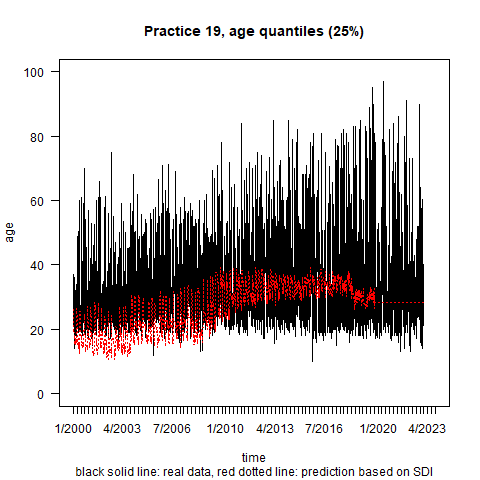 Practice 19, age quantiles (25%)
100
80
60
40
20
0
age
1/2000 4/2003 7/2006 1/2010 4/2013 7/2016 1/2020 4/2023
time
black solid line: real data, red dotted line: prediction based on SDI